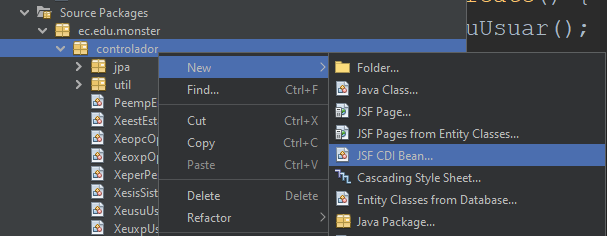 Source Packages
ec.edu.monster
controlador
jpa
util
PeempE
XeestEst
XeopcOp
XeoxpOp
XeperPe
XesisSist
XeusuUs
XeuxpUs
uUsuar();
New
Find... Ctrl+F
Cut Ctrl+X
Copy Ctrl+C
Paste Ctrl+V
Delete Delete
Refactor
Folder...
Java Class...
JSF Page...
JSF Pages from Entity Classes...
JSF CDI Bean...
Cascading Style Sheet...
Entity Classes from Database...
Java Package...